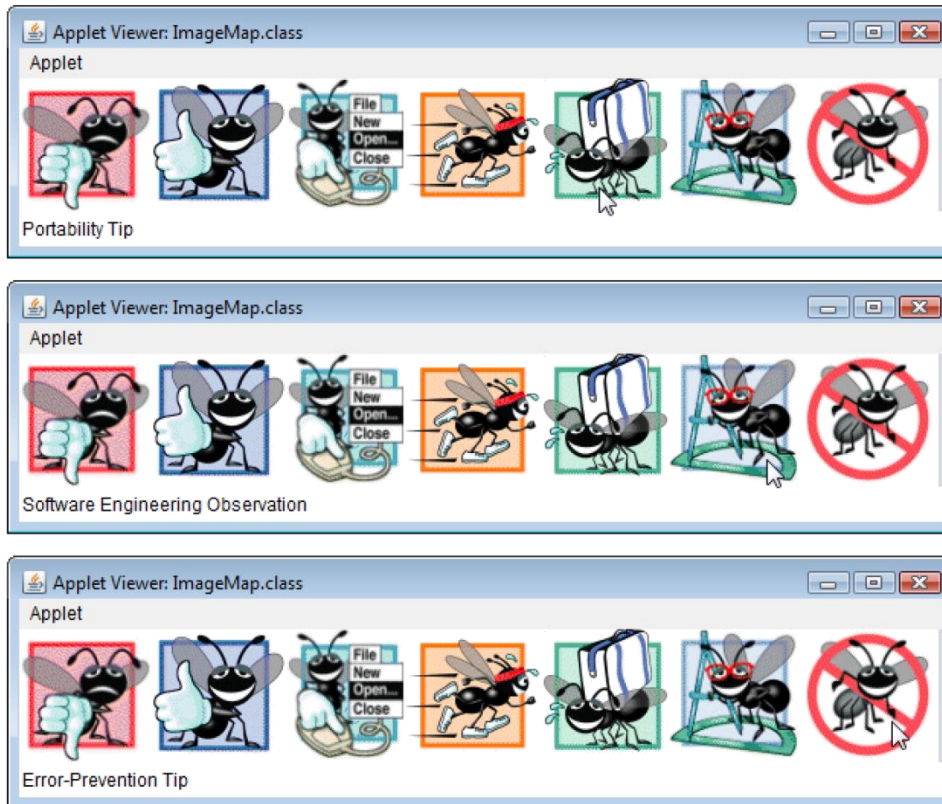 Applet Viewer: ImageMap.class
Applet
File
New
Open...
Close
Portability Tip
Applet Viewer: ImageMap.class
Applet
File
New
Open...
Close
Software Engineering Observation
Applet Viewer: ImageMap.class
Applet
File
New
Open...
Close
Error-Prevention Tip